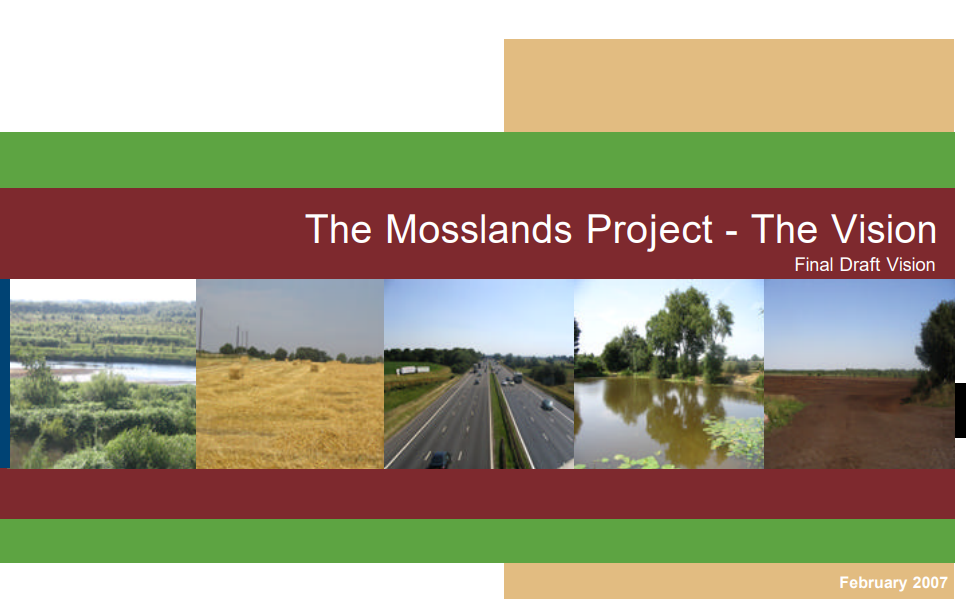 The Mosslands Project - The Vision
Final Draft Vision
February 2007